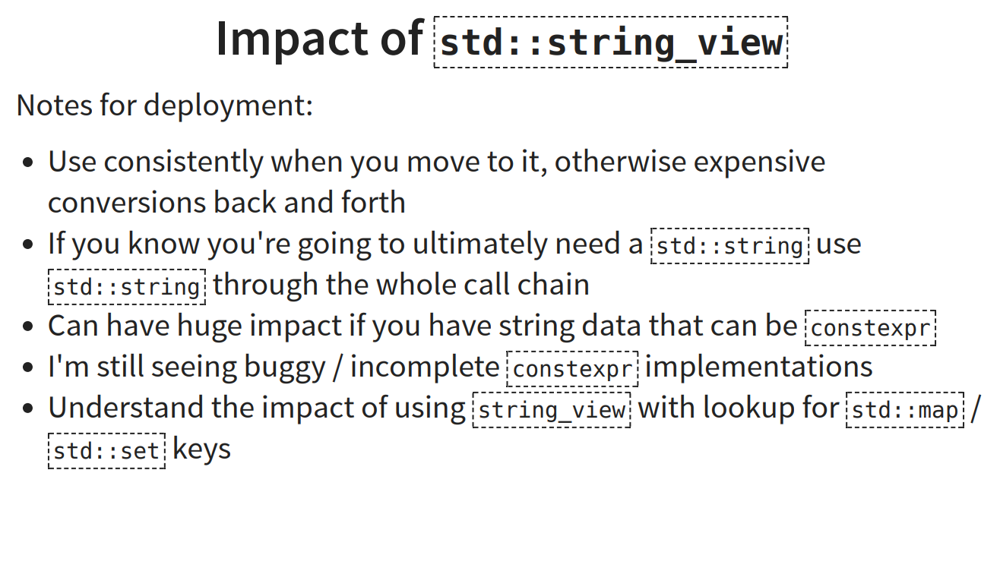 Impact of std::string_view
Notes for deployment:
• Use consistently when you move to it, otherwise expensive
conversions back and forth
• If you know you're going to ultimately need a std::string use
std::string through the whole call chain
• Can have huge impact if you have string data that can be constexpr
• I'm still seeing buggy / incomplete constexpr implementations
• Understand the impact of using string_view with lookup for std::map /
std::set keys